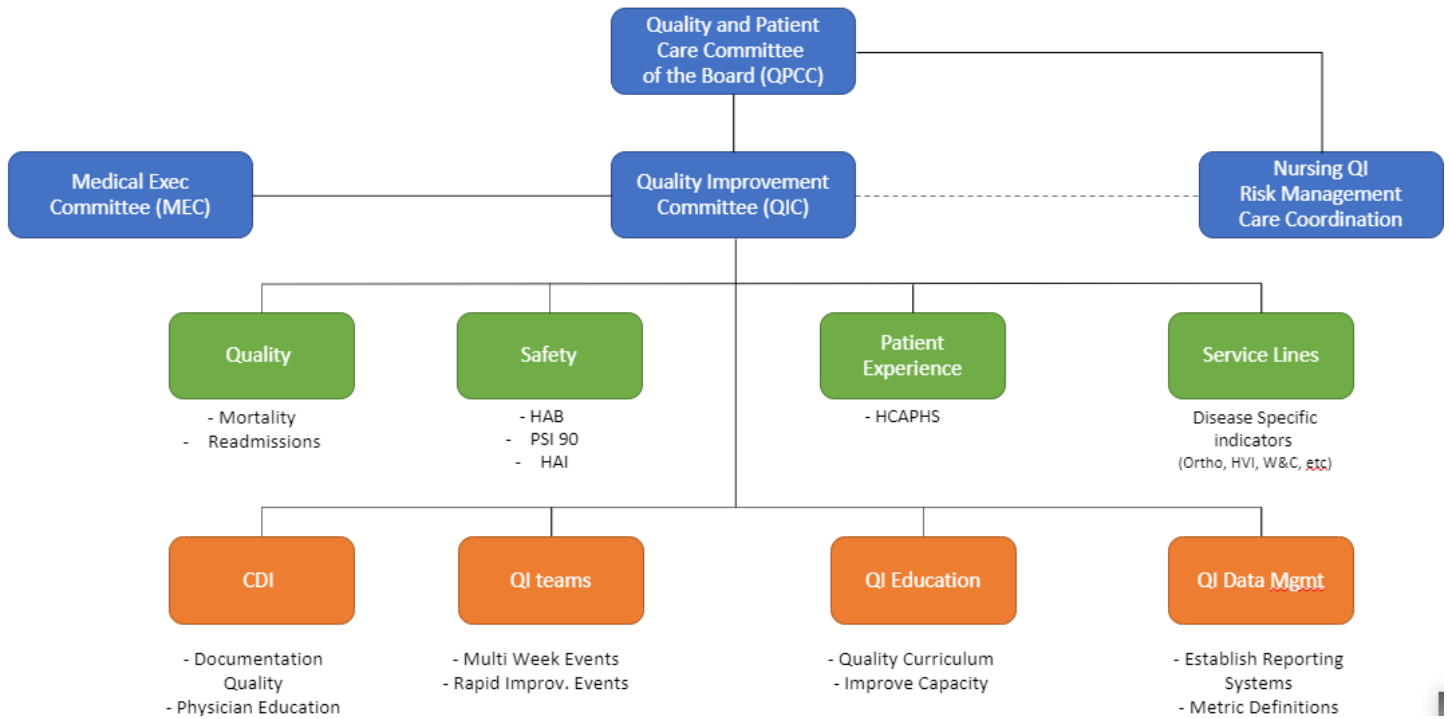 Quality and Patient
Care Committee
of the Board (QPCC)
Medical Exec
Committee (MEC)
Quality Improvement
Committee (QIC)
Nursing QI
Risk Management
Care Coordination
Quality
- Mortality
- Readmissions
Safety
- HAB
- PSI 90
- HAI
Patient
Experience
- HCAPHS
Service Lines
Disease Specific
indicators
(Ortho, HVI, W&C, etc)
CDI
- Documentation
Quality
- Physician Education
QI teams
- Multi Week Events
- Rapid Improv. Events
QI Education
- Quality Curriculum
- Improve Capacity
QI Data Mgmt
- Establish Reporting
Systems
- Metric Definitions